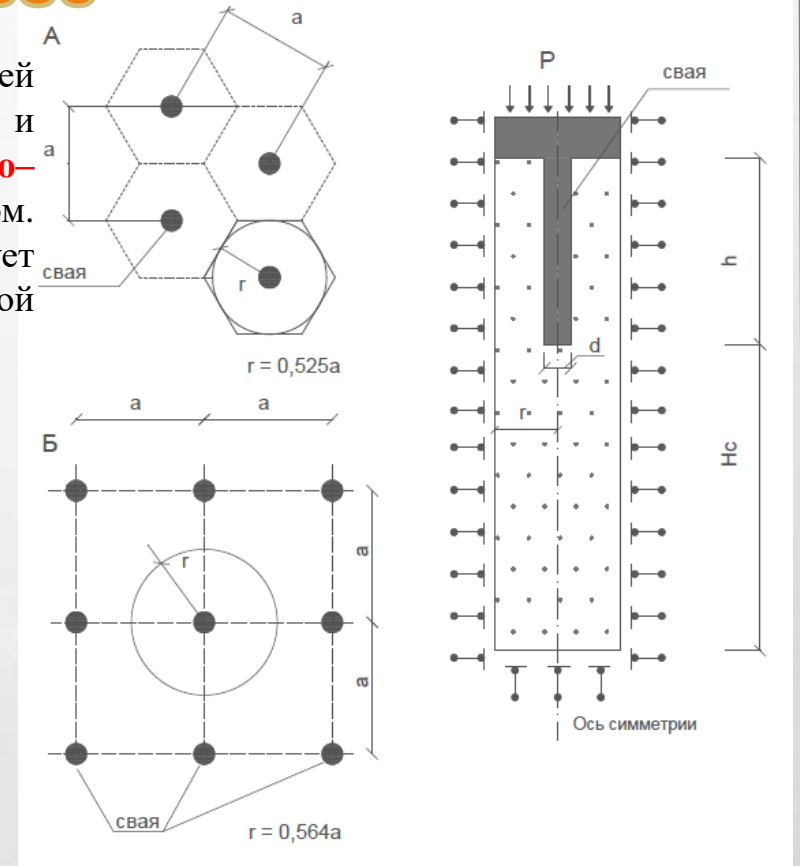 А
a
a
ей
и
о–
ом.
ует
ой
свая
r
r = 0,525a
a
a
Б
r
a
a
свая
r = 0,564a
P
свая
h
d
r
Hc
Ось симметрии